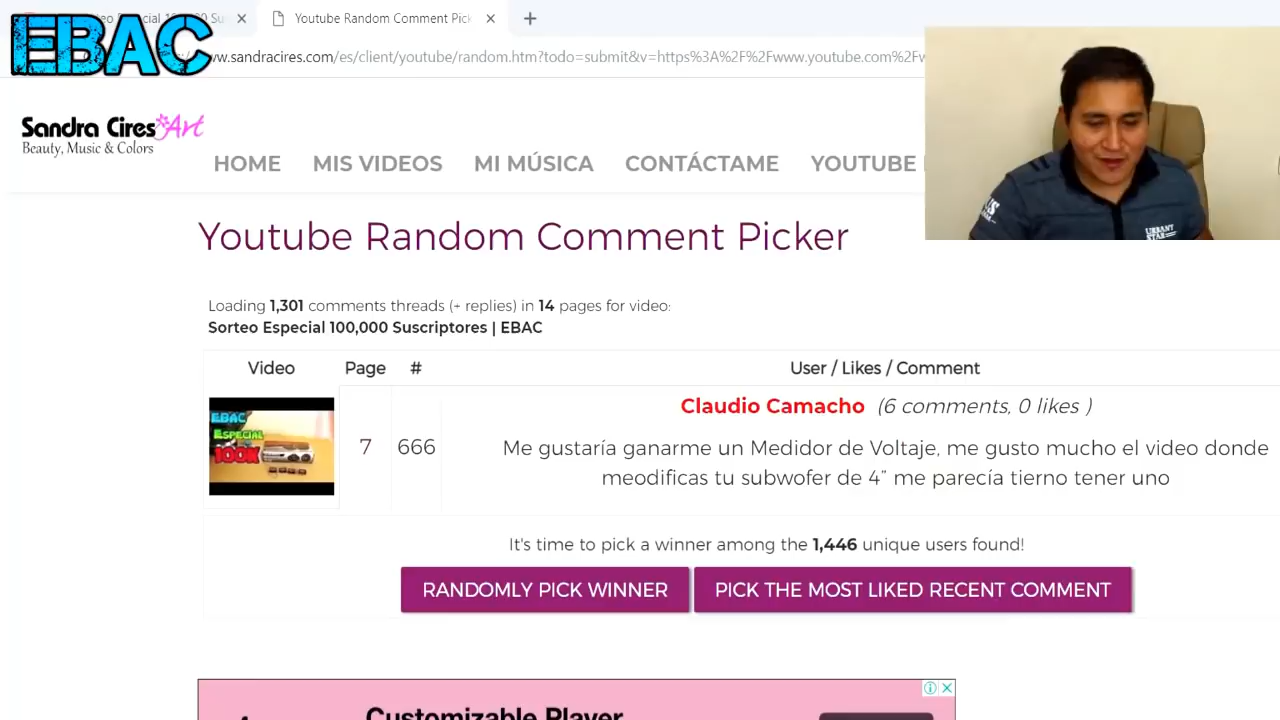 Especial
Su
Youtube Random Comment Pick
EBAC
w.sandracires.com/es/client/youtube/random.htm?todo=submit&v=https%3A%2F%2Fwww.youtube.com%2Fw
Sandra Cires Art
Beauty, Music & Colors
HOME MIS VIDEOS MI MÚSICA CONTÁCTAME YOUTUBE
URBANT
STAR
Youtube Random Comment Picker
Loading 1,301 comments threads (+ replies) in 14 pages for video:
Sorteo Especial 100,000 Suscriptores | EBAC
Video Page # User / Likes / Comment
EBAC
ESPECIAL
100K
7 666
Claudio Camacho (6 comments, 0 likes )
Me gustaría ganarme un Medidor de Voltaje, me gusto mucho el video donde
meodificas tu subwofer de 4” me parecía tierno tener uno
It's time to pick a winner among the 1,446 unique users found!
RANDOMLY PICK WINNER PICK THE MOST LIKED RECENT COMMENT
Customizable Player